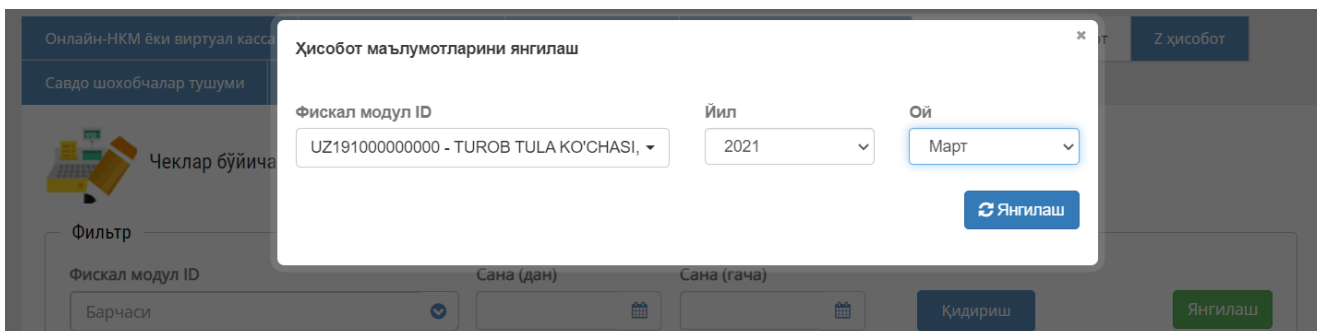 Онлайн-НКМ ёки виртуал касса
Z ҳисобот
Савдо шохобчалар тушуми
Ҳисобот маълумотларини янгилаш
×
Фискал модул ID
Йил
Ой
UZ191000000000 - TUROB TULA KO'CHASI,
2021
Март
Янгилаш
Чеклар бўйича
Фильтр
Фискал модул ID
Сана (дан)
Сана (гача)
Барчаси
Қидириш
Янгилаш